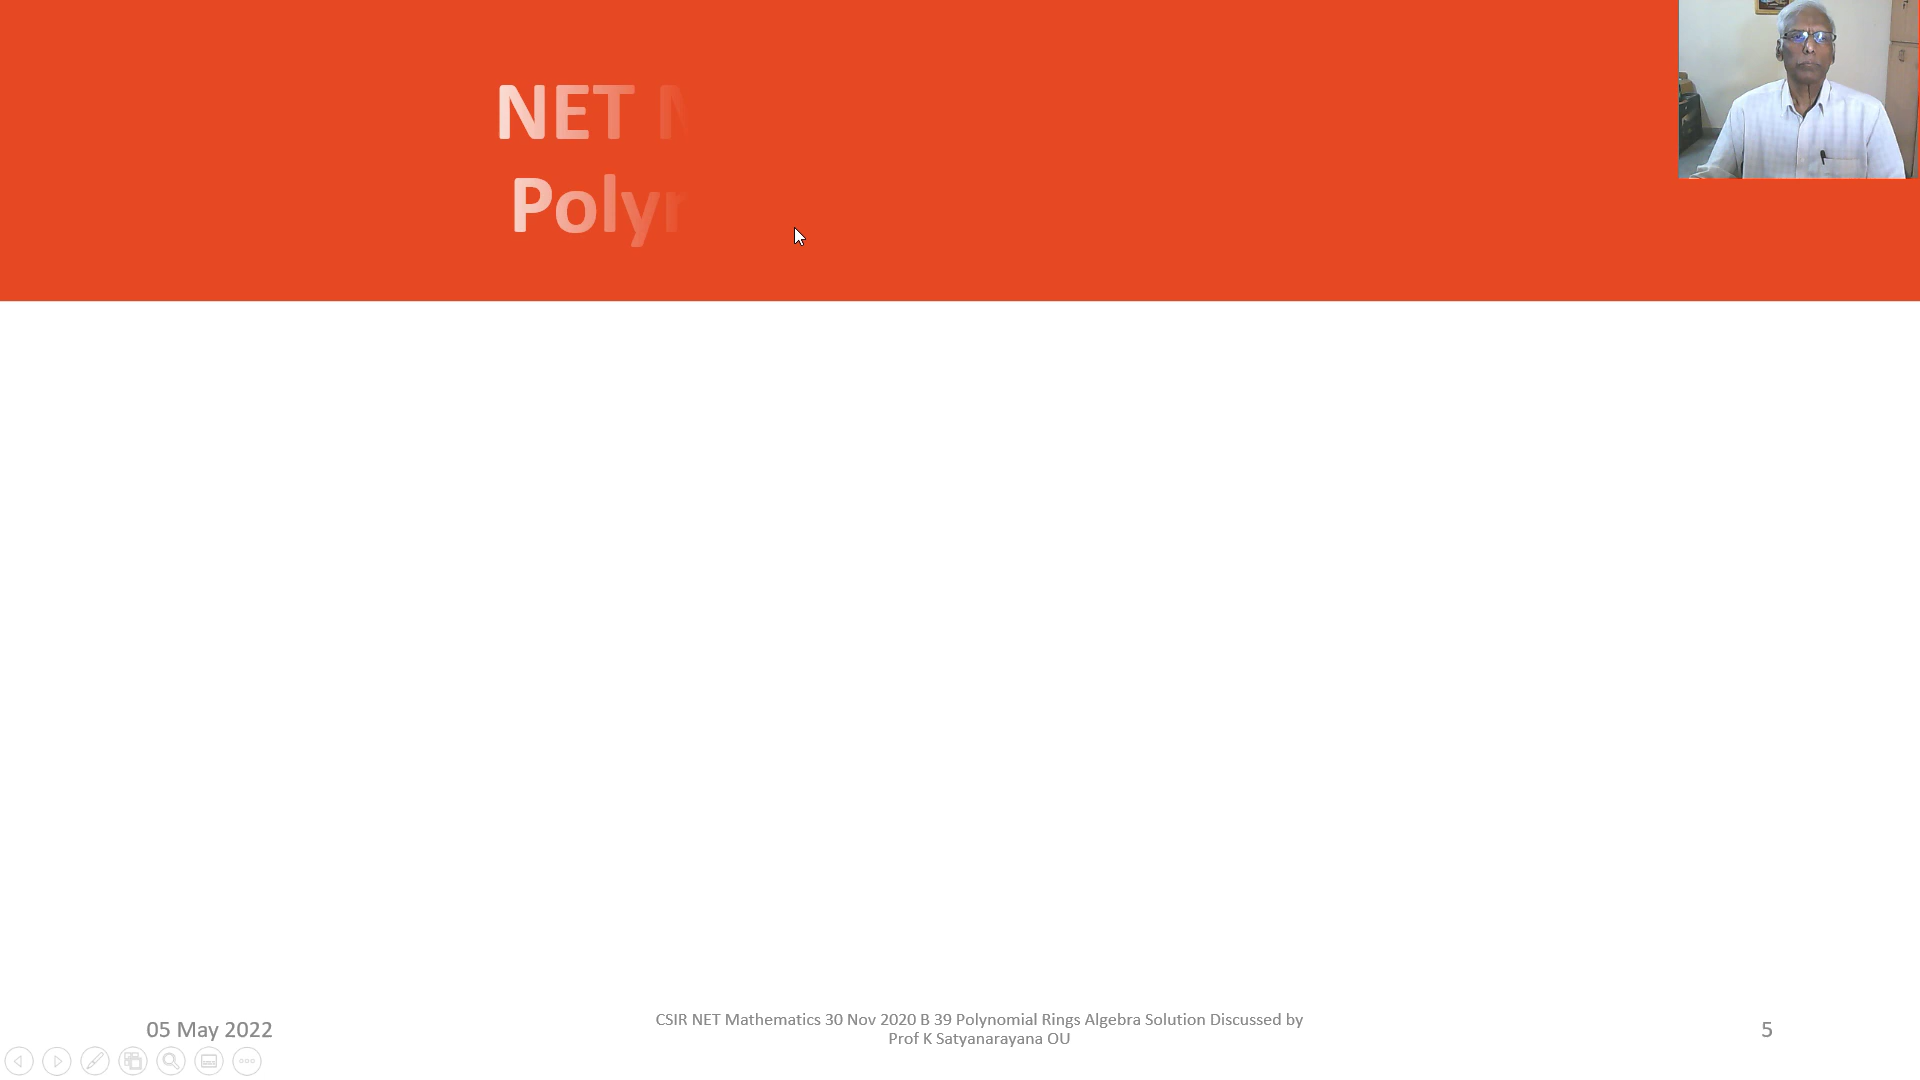 NET
05 May 2022
CSIR NET Mathematics 30 Nov 2020 B 39 Polynomial Rings Algebra Solution Discussed by
Prof K Satyanarayana OU
5